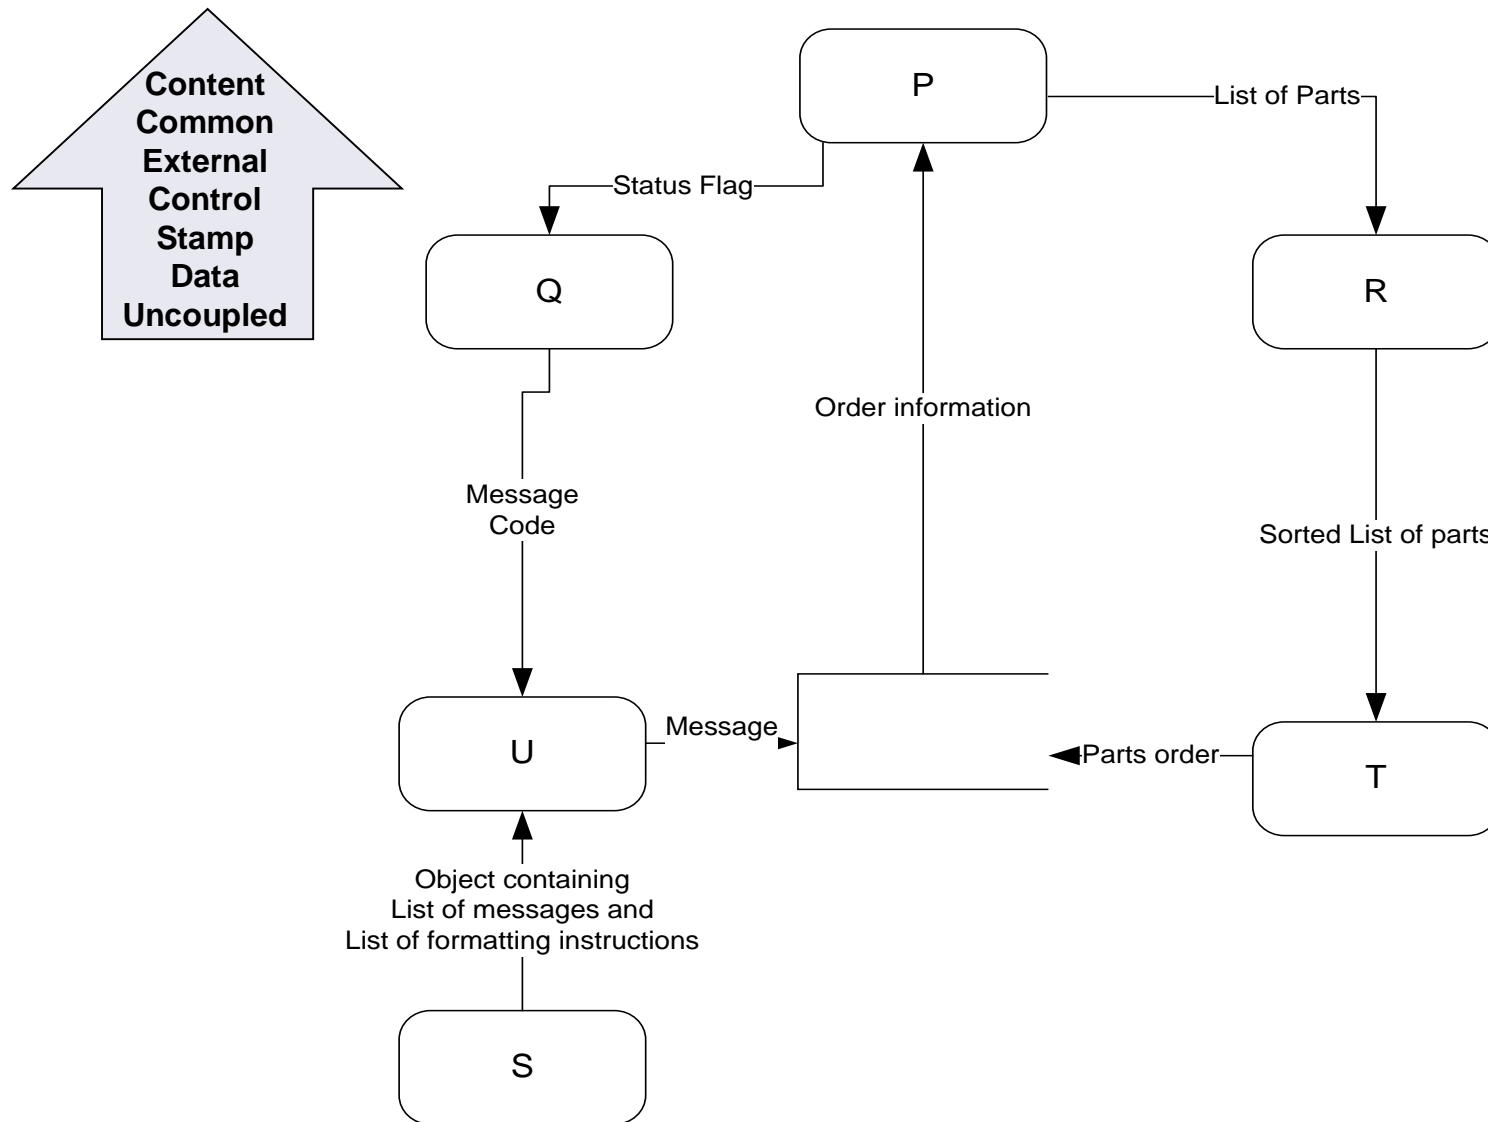 Content
Common
External
Control
Stamp
Data
Uncoupled
P
List of Parts
Status Flag
Q
R
Order information
Message
Code
Sorted List of parts
U
Message
Parts order
T
Object containing
List of messages and
List of formatting instructions
S